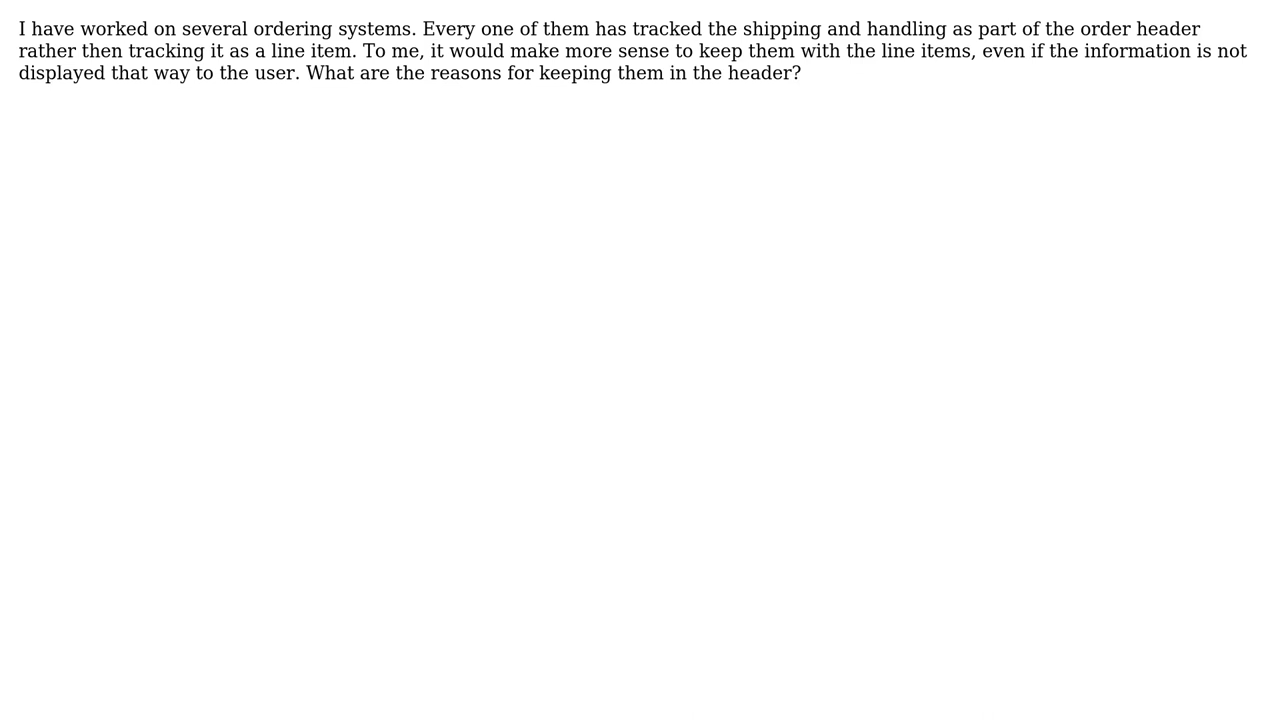 I have worked on several ordering systems. Every one of them has tracked the shipping and handling as part of the order header
rather then tracking it as a line item. To me, it would make more sense to keep them with the line items, even if the information is not
displayed that way to the user. What are the reasons for keeping them in the header?